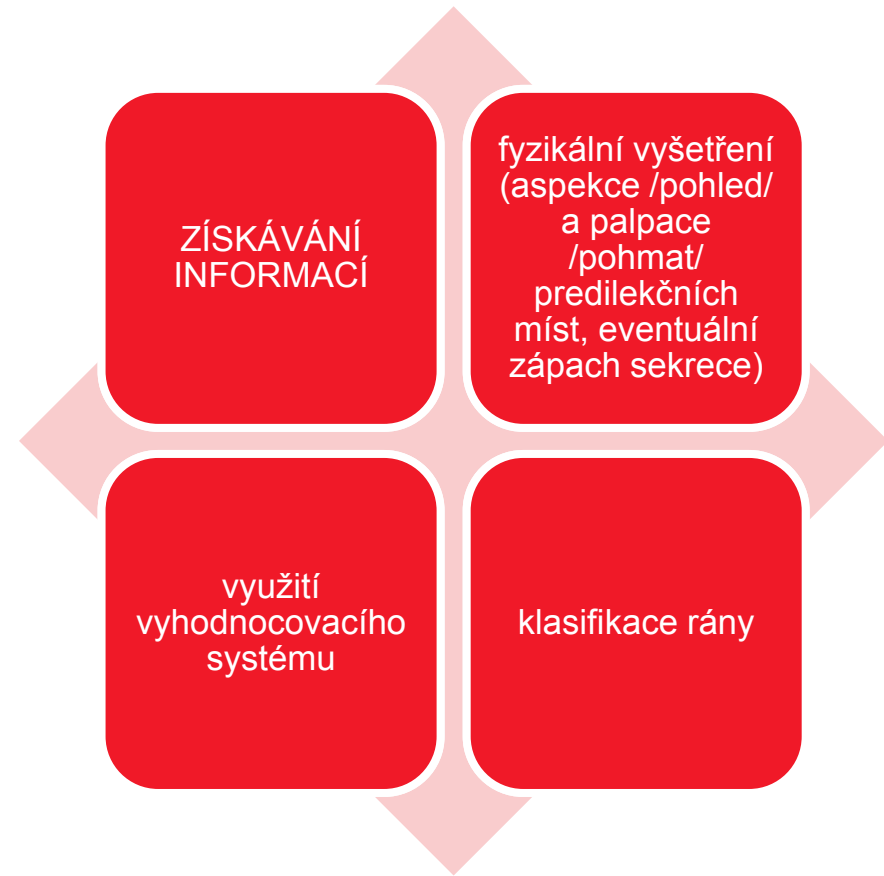 ZÍSKÁVÁNÍ
INFORMACÍ
fyzikální vyšetření
(aspekce /pohled/
a palpace
/pohmat/
predilekčních
míst, eventuální
zápach sekrece)
využití
vyhodnocovacího
systému
klasifikace rány